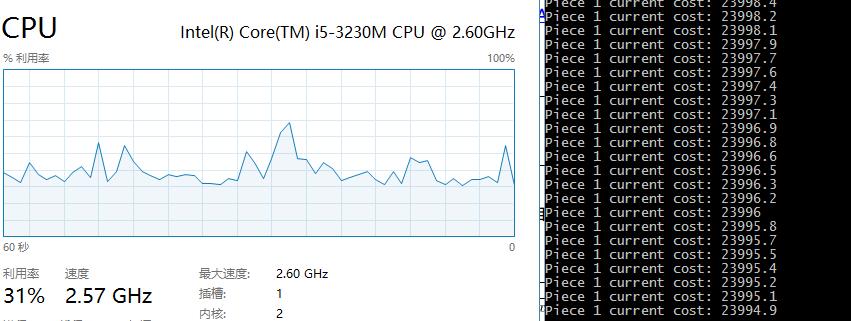 CPU
Intel(R) Core(TM) i5-3230M CPU @ 2.60GHz
% 利用率
100%
60 秒
0
利用率
速度
最大速度:
2.60 GHz
31%
2.57 GHz
插槽:
1
内核:
2
Piece 1 current cost: 23998.4
Piece 1 current cost: 23998.2
Piece 1 current cost: 23998.1
Piece 1 current cost: 23997.9
Piece 1 current cost: 23997.7
Piece 1 current cost: 23997.6
Piece 1 current cost: 23997.4
Piece 1 current cost: 23997.3
Piece 1 current cost: 23997.1
Piece 1 current cost: 23996.9
Piece 1 current cost: 23996.8
Piece 1 current cost: 23996.6
Piece 1 current cost: 23996.5
Piece 1 current cost: 23996.3
Piece 1 current cost: 23996.2
Piece 1 current cost: 23996
Piece 1 current cost: 23995.8
Piece 1 current cost: 23995.7
Piece 1 current cost: 23995.5
Piece 1 current cost: 23995.4
Piece 1 current cost: 23995.2
Piece 1 current cost: 23995.1
Piece 1 current cost: 23994.9